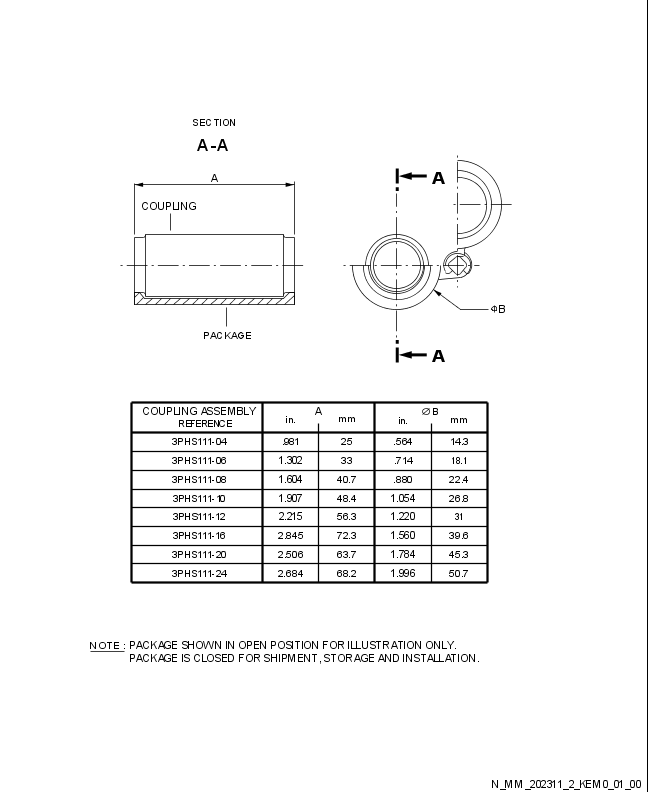 SECTION
A-A
A
COUPLING
PACKAGE
A
ΦB
A
COUPLING ASSEMBLY REFERENCE A in. mm ØB in. mm
3PHS111-04 .981 25 .564 14.3
3PHS111-06 1.302 33 .714 18.1
3PHS111-08 1.604 40.7 .880 22.4
3PHS111-10 1.907 48.4 1.054 26.8
3PHS111-12 2.215 56.3 1.220 31
3PHS111-16 2.845 72.3 1.560 39.6
3PHS111-20 2.506 63.7 1.784 45.3
3PHS111-24 2.684 68.2 1.996 50.7
NOTE : PACKAGE SHOWN IN OPEN POSITION FOR ILLUSTRATION ONLY.
PACKAGE IS CLOSED FOR SHIPMENT, STORAGE AND INSTALLATION.
N_MM_202311_2_KEM0_01_00